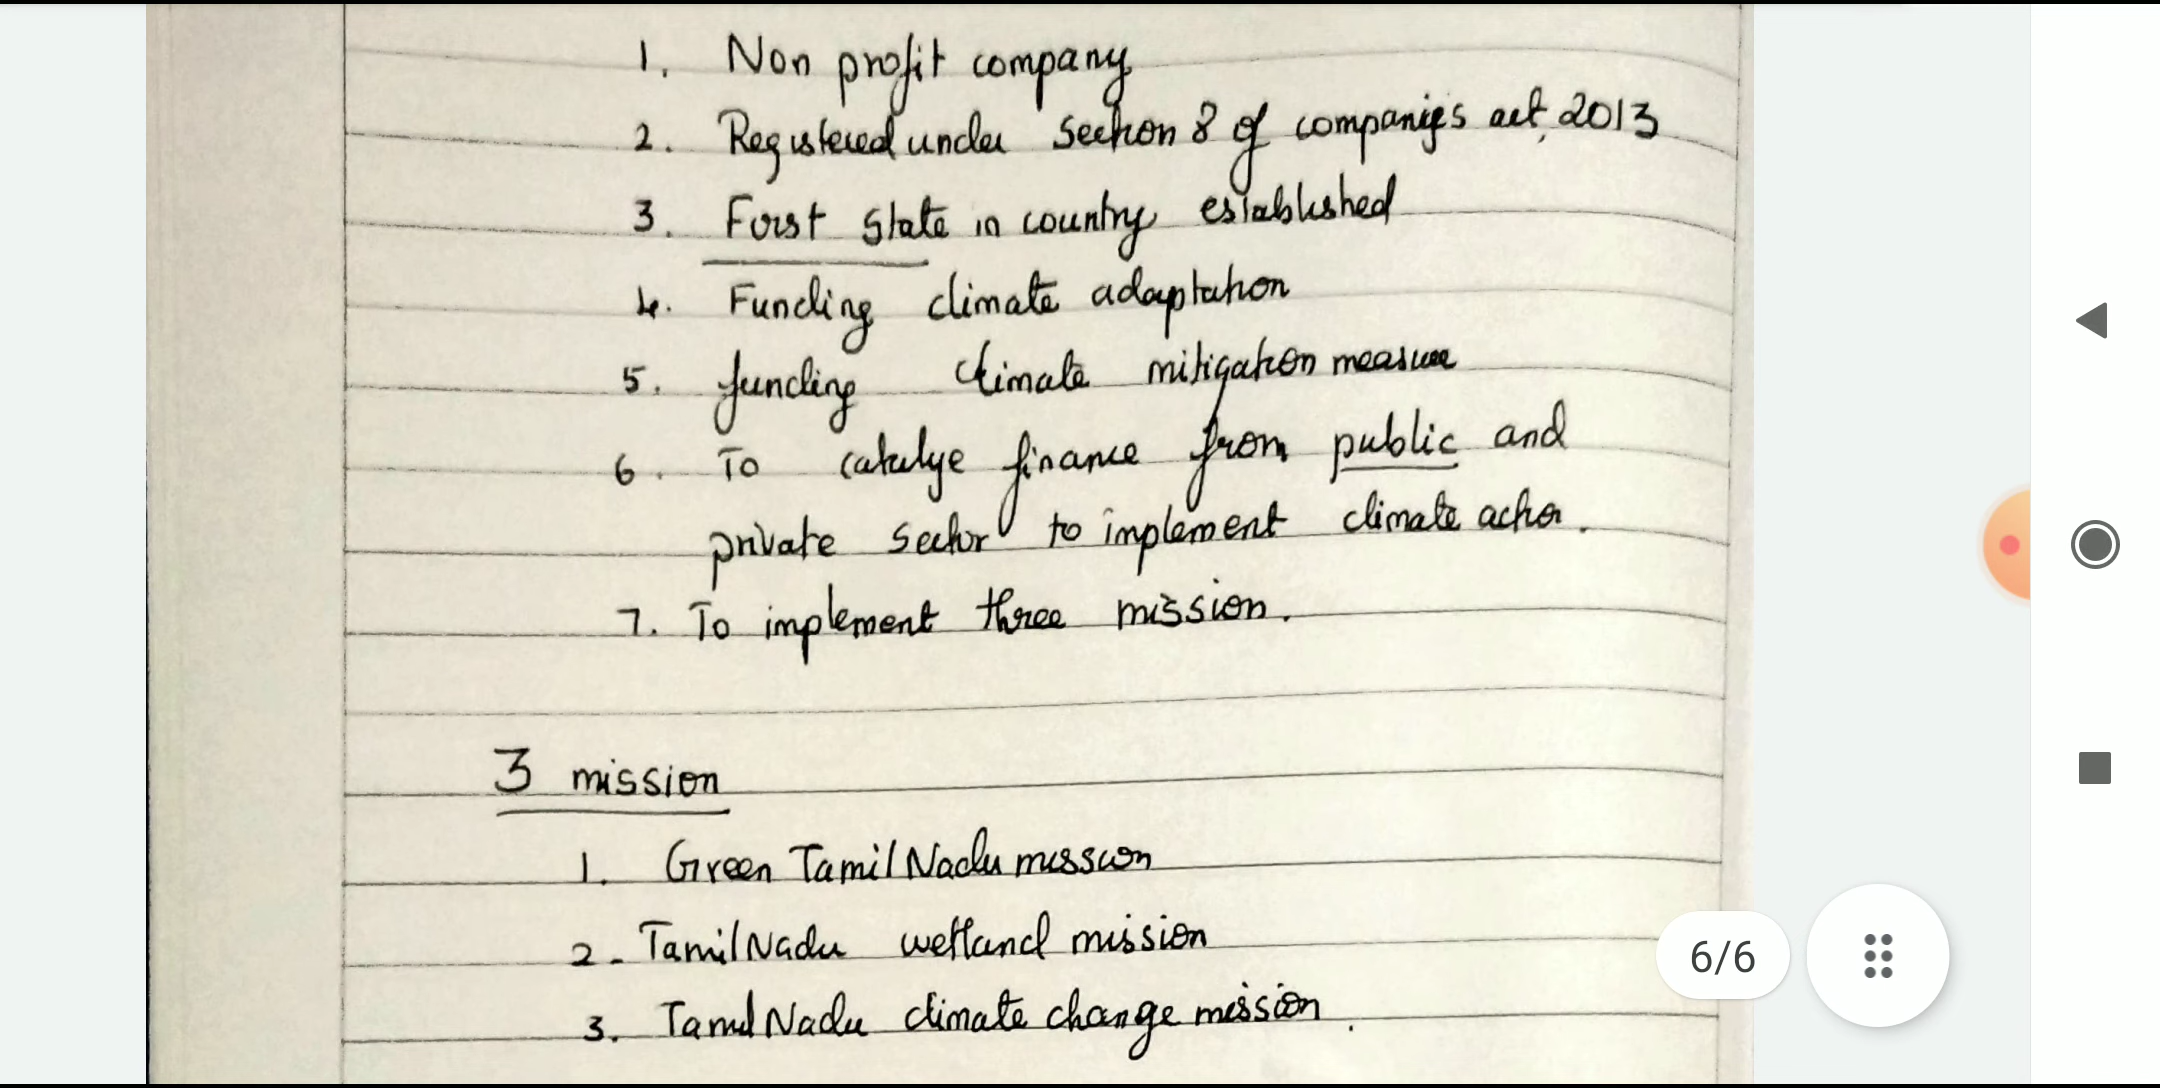 1. Non profit company
2. Registered under Section 8 of companies act, 2013
3. First State in country established
4. Funding climate adaptation
5. funding climate mitigation measure
6. To catalye finance from public and
private sector to implement climate action.
7. To implement three mission.
3 mission
1. Green Tamil Nadu mission
2- TamilNadu wetland mission
3. Tamil Nadu climate change mission.
6/6